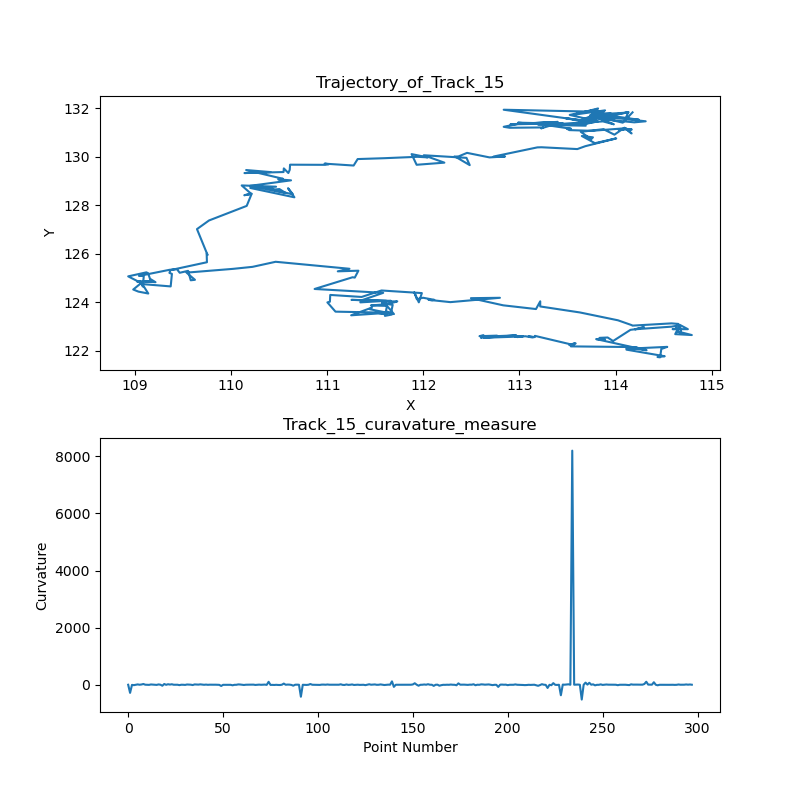 Trajectory_of_Track_15
132
130
128
126
124
122
Y
109 110 111 112 113 114 115
X
Track_15_curavature_measure
8000
6000
4000
2000
0
Curvature
0 50 100 150 200 250 300
Point Number